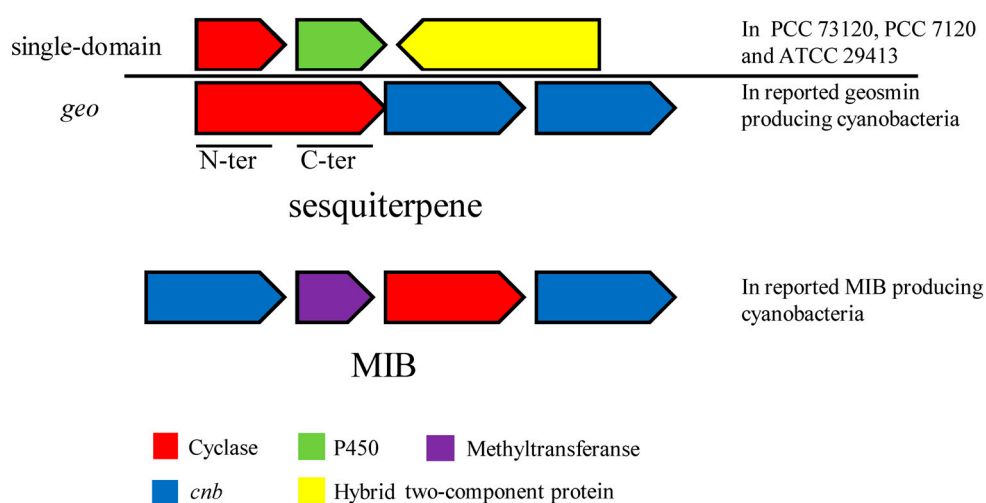 single-domain
In PCC 73120, PCC 7120
and ATCC 29413
geo
In reported geosmin
producing cyanobacteria
N-ter
C-ter
sesquiterpene
In reported MIB producing
cyanobacteria
MIB
Cyclase
P450
Methyltransferanse
cnb
Hybrid two-component protein